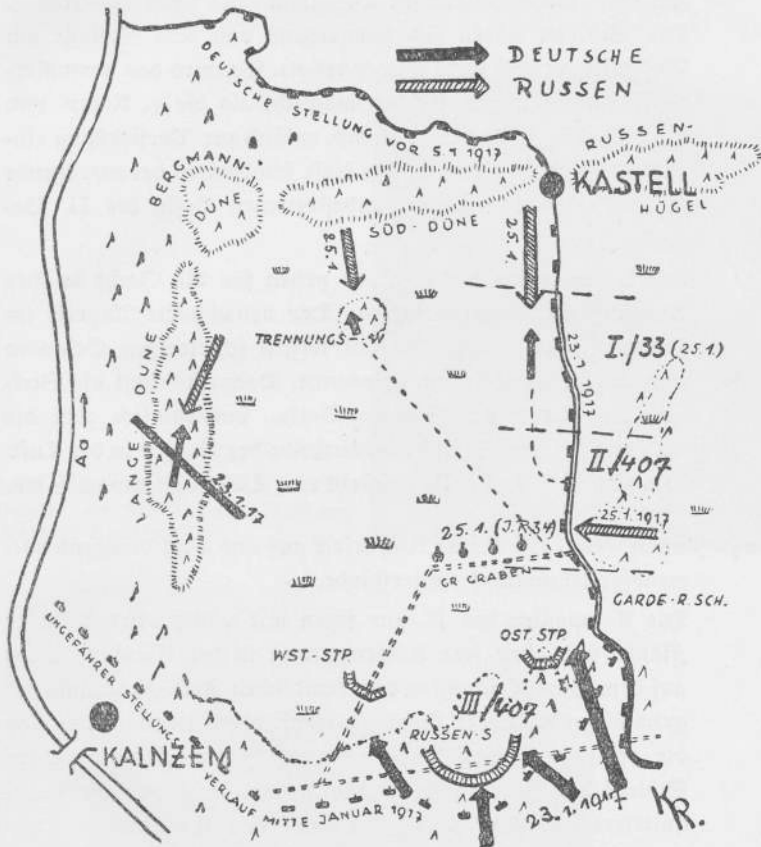 DEUTSCHE
RUSSEN
DEUTSCHE STELLUNG VOR 5.1.1917
RUSSEN-
HÜGEL
KASTELL
BERGMANN-
DÜNE
SÜD-DÜNE
25.1
25.1
TRENNUNGS-
I./33 (25.1)
23.1.1917
LANGE DÜNE
AA
II/407
25.1. (J.R.34)
25.1.1917
GR GRABEN
GARDE-R.SCH.
WST-STP.
OST STP.
III/407
RUSSEN-S
KALNZEM
UNGEFÄHRER STELLUNGS
VERLAUF MITTE JANUAR 1917
23.1.1917
KR.